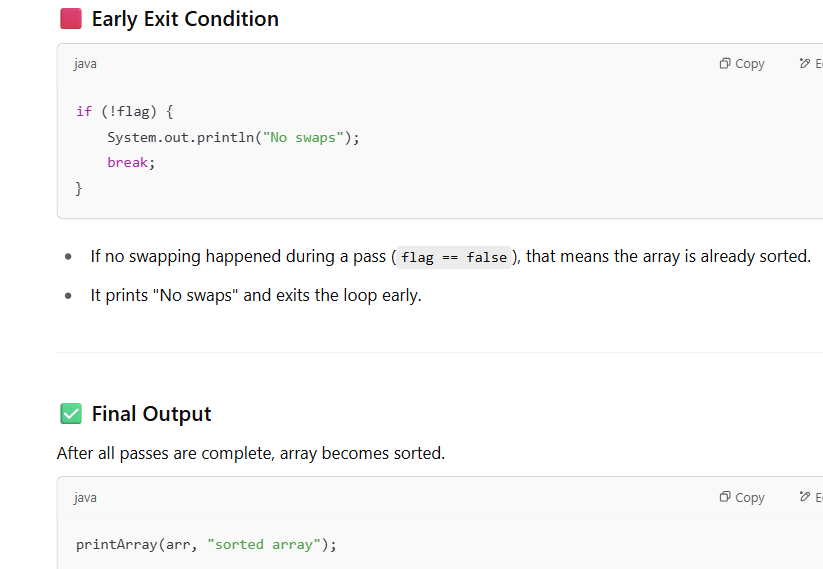 Early Exit Condition
java Copy E
if (!flag) {
System.out.println("No swaps");
break;
}
If no swapping happened during a pass (flag == false), that means the array is already sorted.
It prints "No swaps" and exits the loop early.
Final Output
After all passes are complete, array becomes sorted.
java Copy E
printArray(arr, "sorted array");